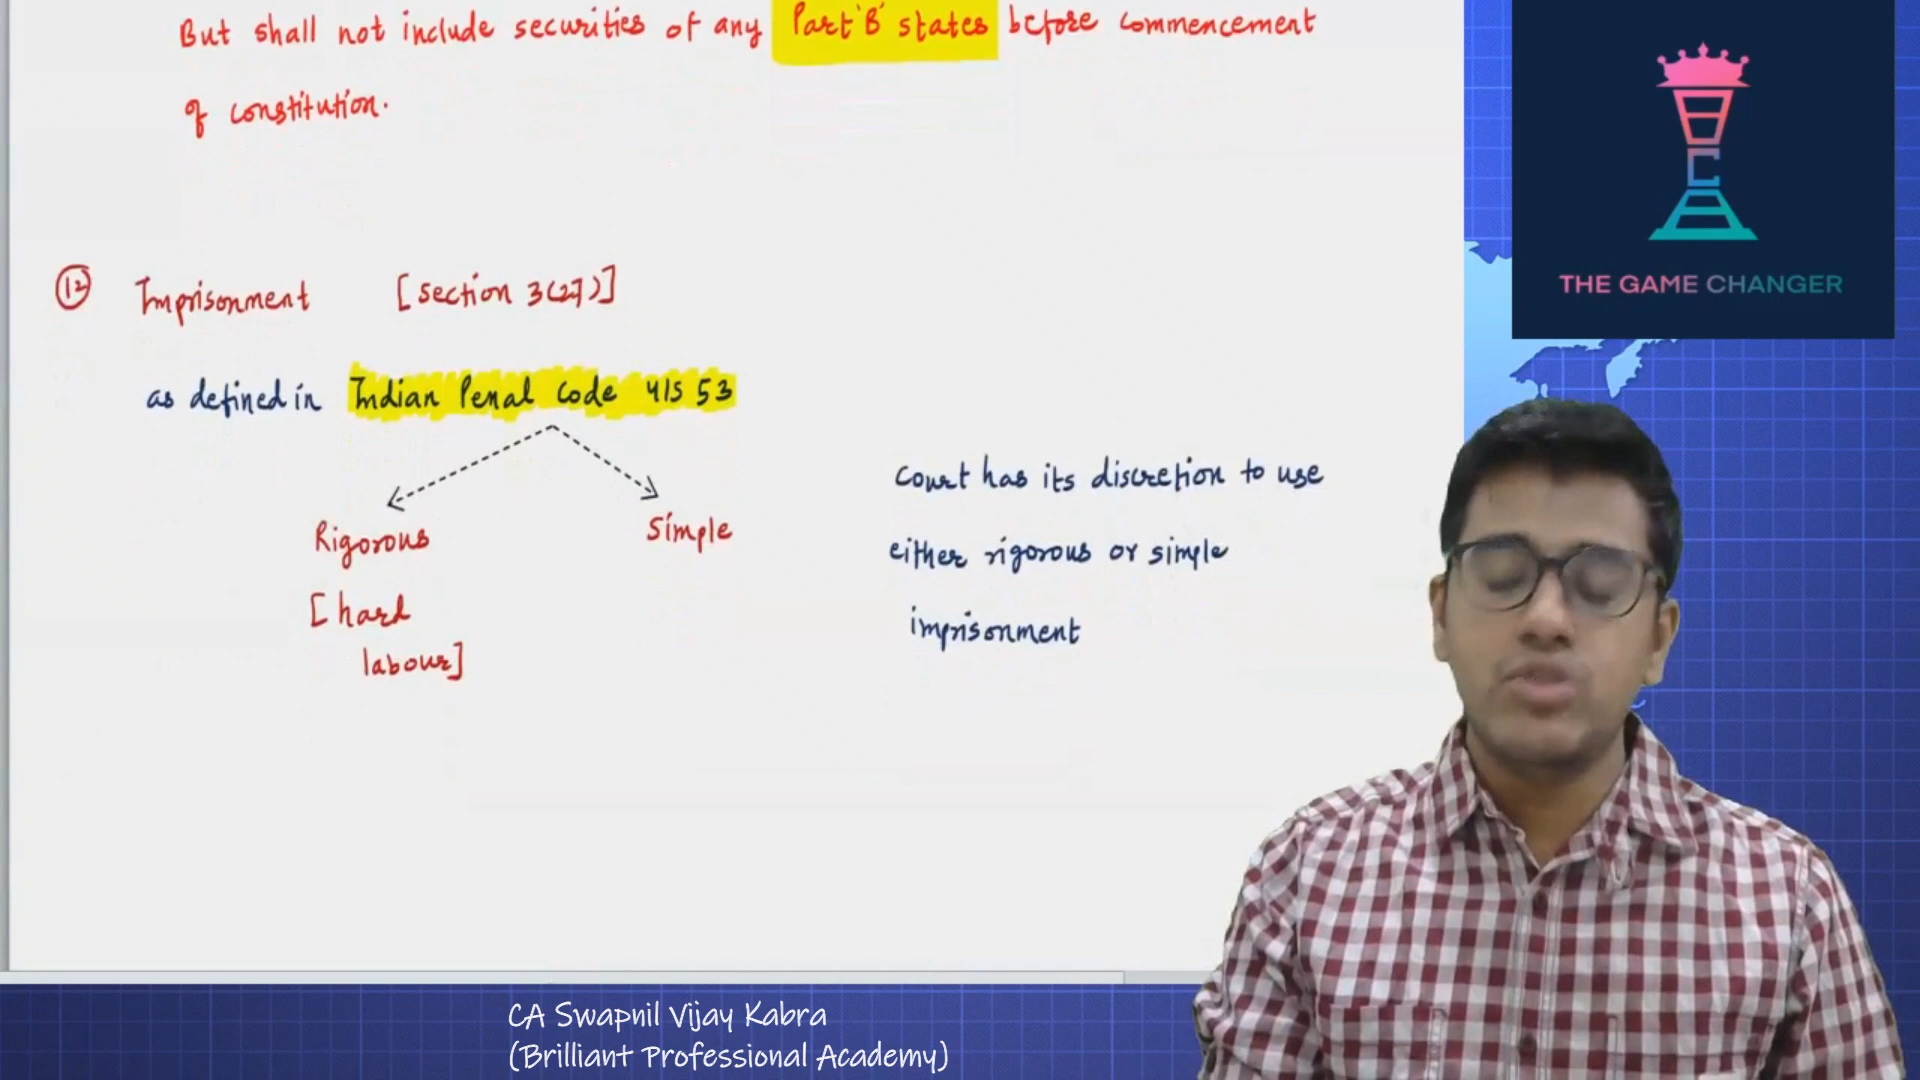 But shall not include securities of any Part 'B' states before commencement
of constitution.
THE GAME CHANGER
12 Imprisonment [section 3(27)]
as defined in Indian Penal Code u/s 53
Rigorous Simple
[hard
labour]
Court has its discretion to use
either rigorous or simple
imprisonment
CA Swapnil Vijay Kabra
(Brilliant Professional Academy)